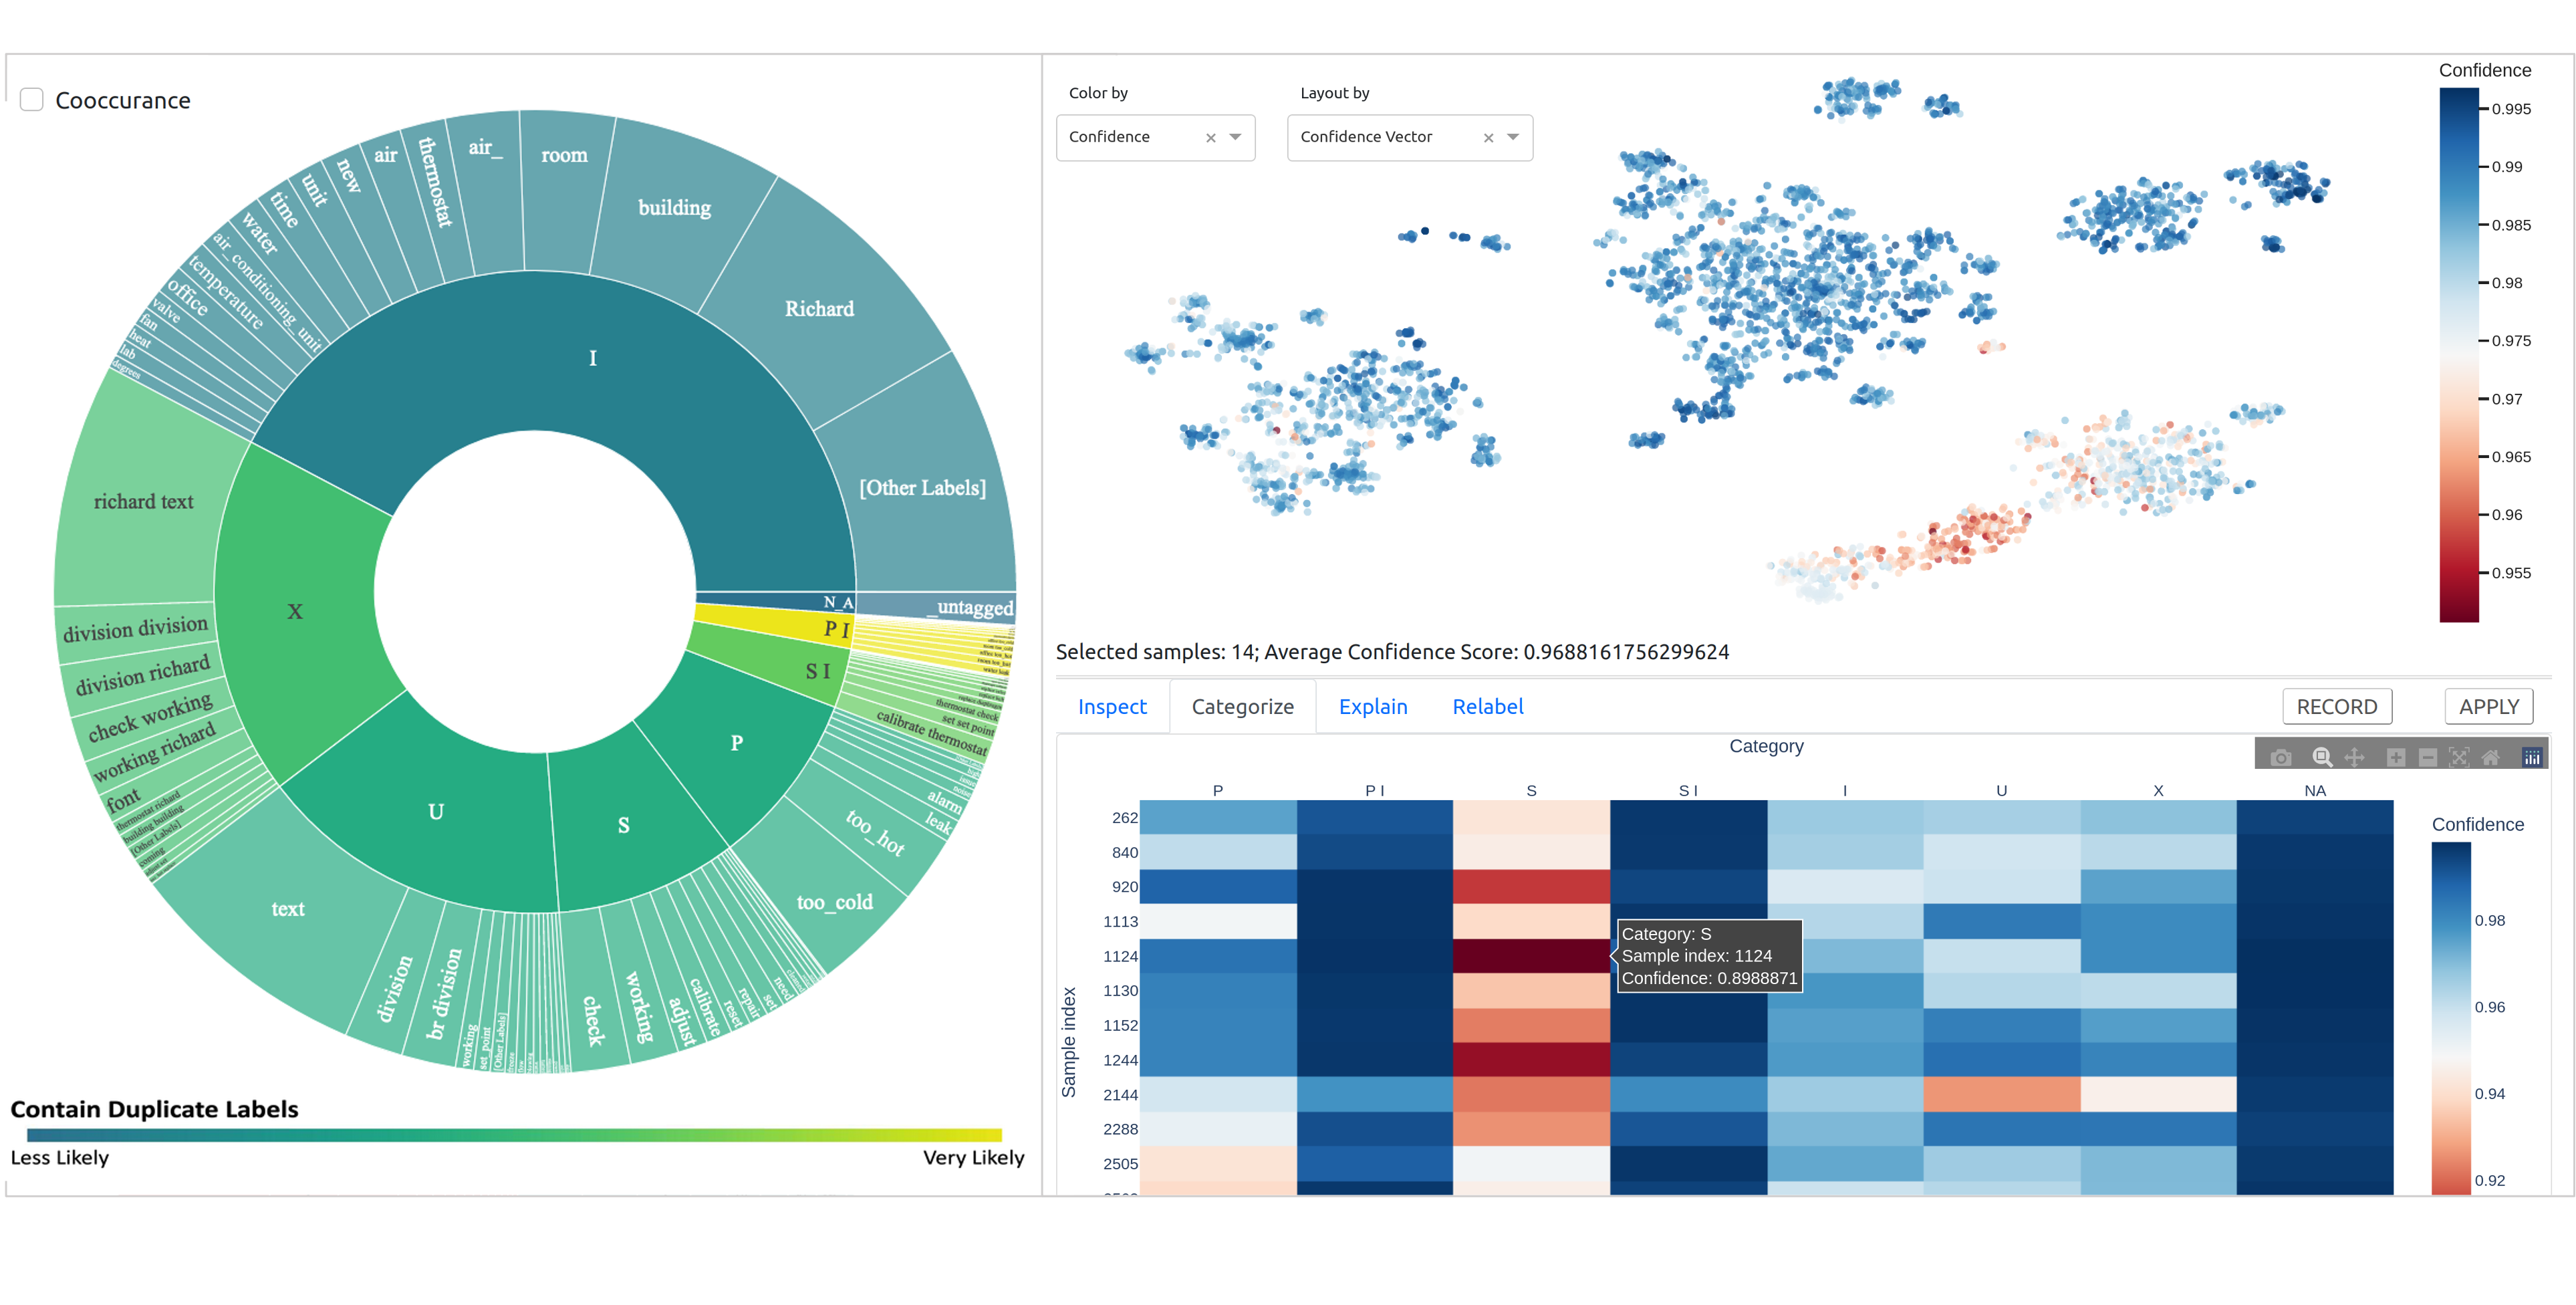 Cooccurance
I
degrees
lab
heat
fan
valve
office
temperature
air_conditioning_unit
water
time
unit
new
air
thermostat
air_
room
building
Richard
[Other Labels]
X
richard text
division division
division richard
check working
working richard
font
thermostat richard
building building
[Other Labels]
coming
U
text
division
br division
working
set_point
[Other Labels]
S
check
working
adjust
calibrate
reset
repair
set
need
P
too_cold
too_hot
leak
alarm
noise
S I
calibrate thermostat
set set point
thermostat check
P I
N_A
_untagged
Contain Duplicate Labels
Less Likely
Very Likely
Color by
Layout by
Confidence
Confidence Vector
Confidence
0.995
0.99
0.985
0.98
0.975
0.97
0.965
0.96
0.955
Selected samples: 14; Average Confidence Score: 0.9688161756299624
Inspect
Categorize
Explain
Relabel
RECORD
APPLY
Category
P
P I
S
S I
I
U
X
NA
Sample index
262
840
920
1113
1124
1130
1152
1244
2144
2288
2505
Category: S
Sample index: 1124
Confidence: 0.8988871
Confidence
0.98
0.96
0.94
0.92